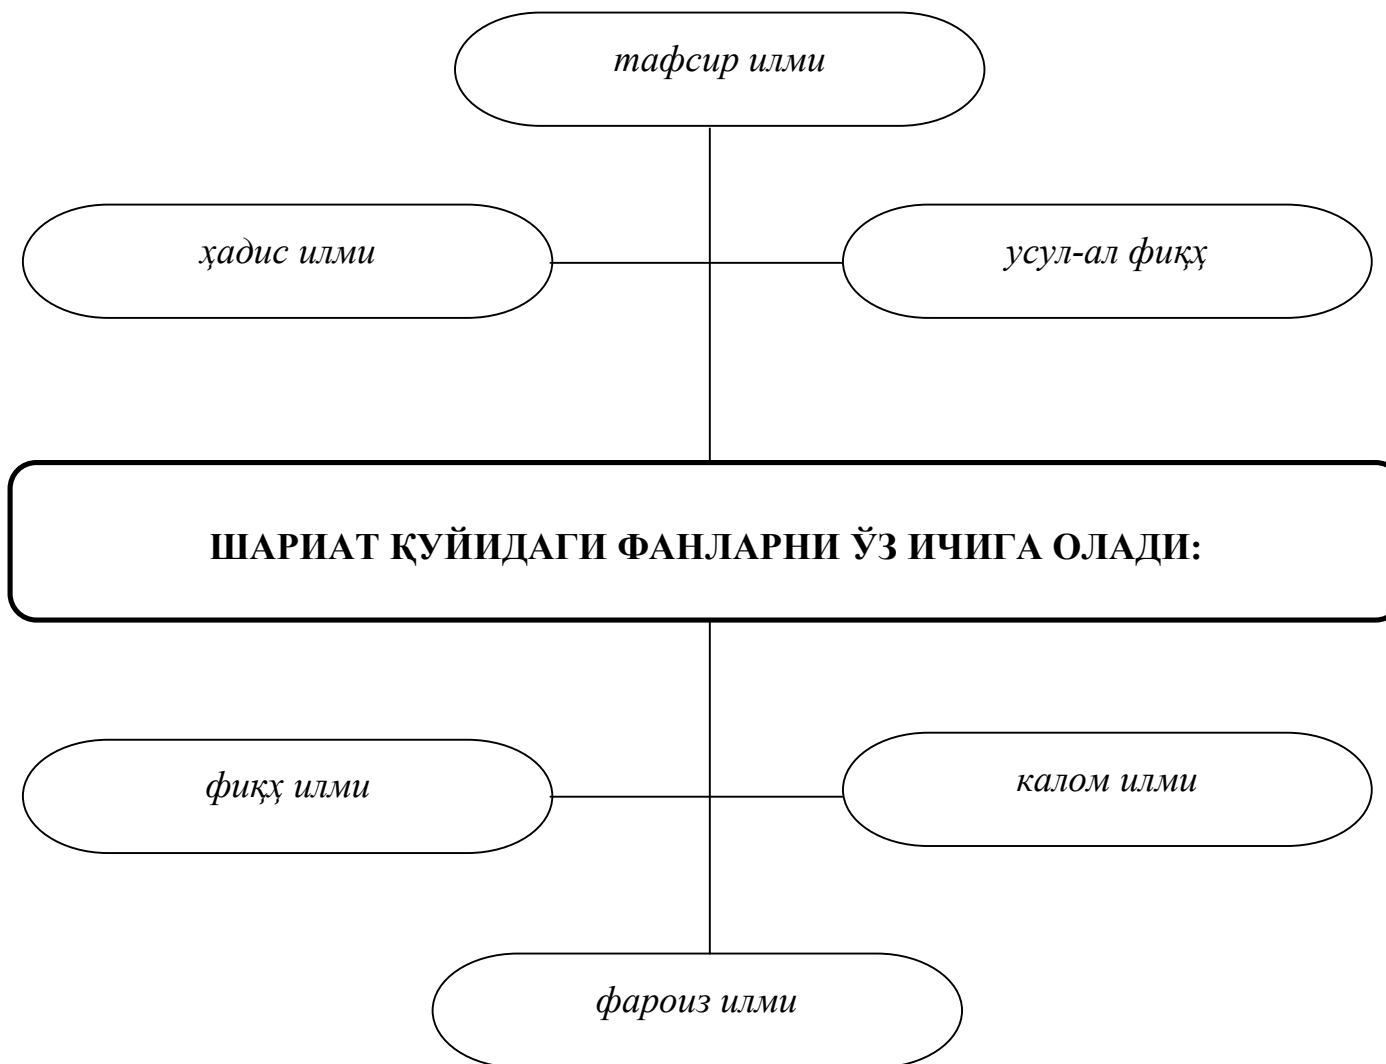 тафсир илми
ҳадис илми
усул-ал фиқҳ
ШАРИАТ ҚУЙИДАГИ ФАНЛАРНИ ЎЗ ИЧИГА ОЛАДИ:
фиқҳ илми
калом илми
фароиз илми